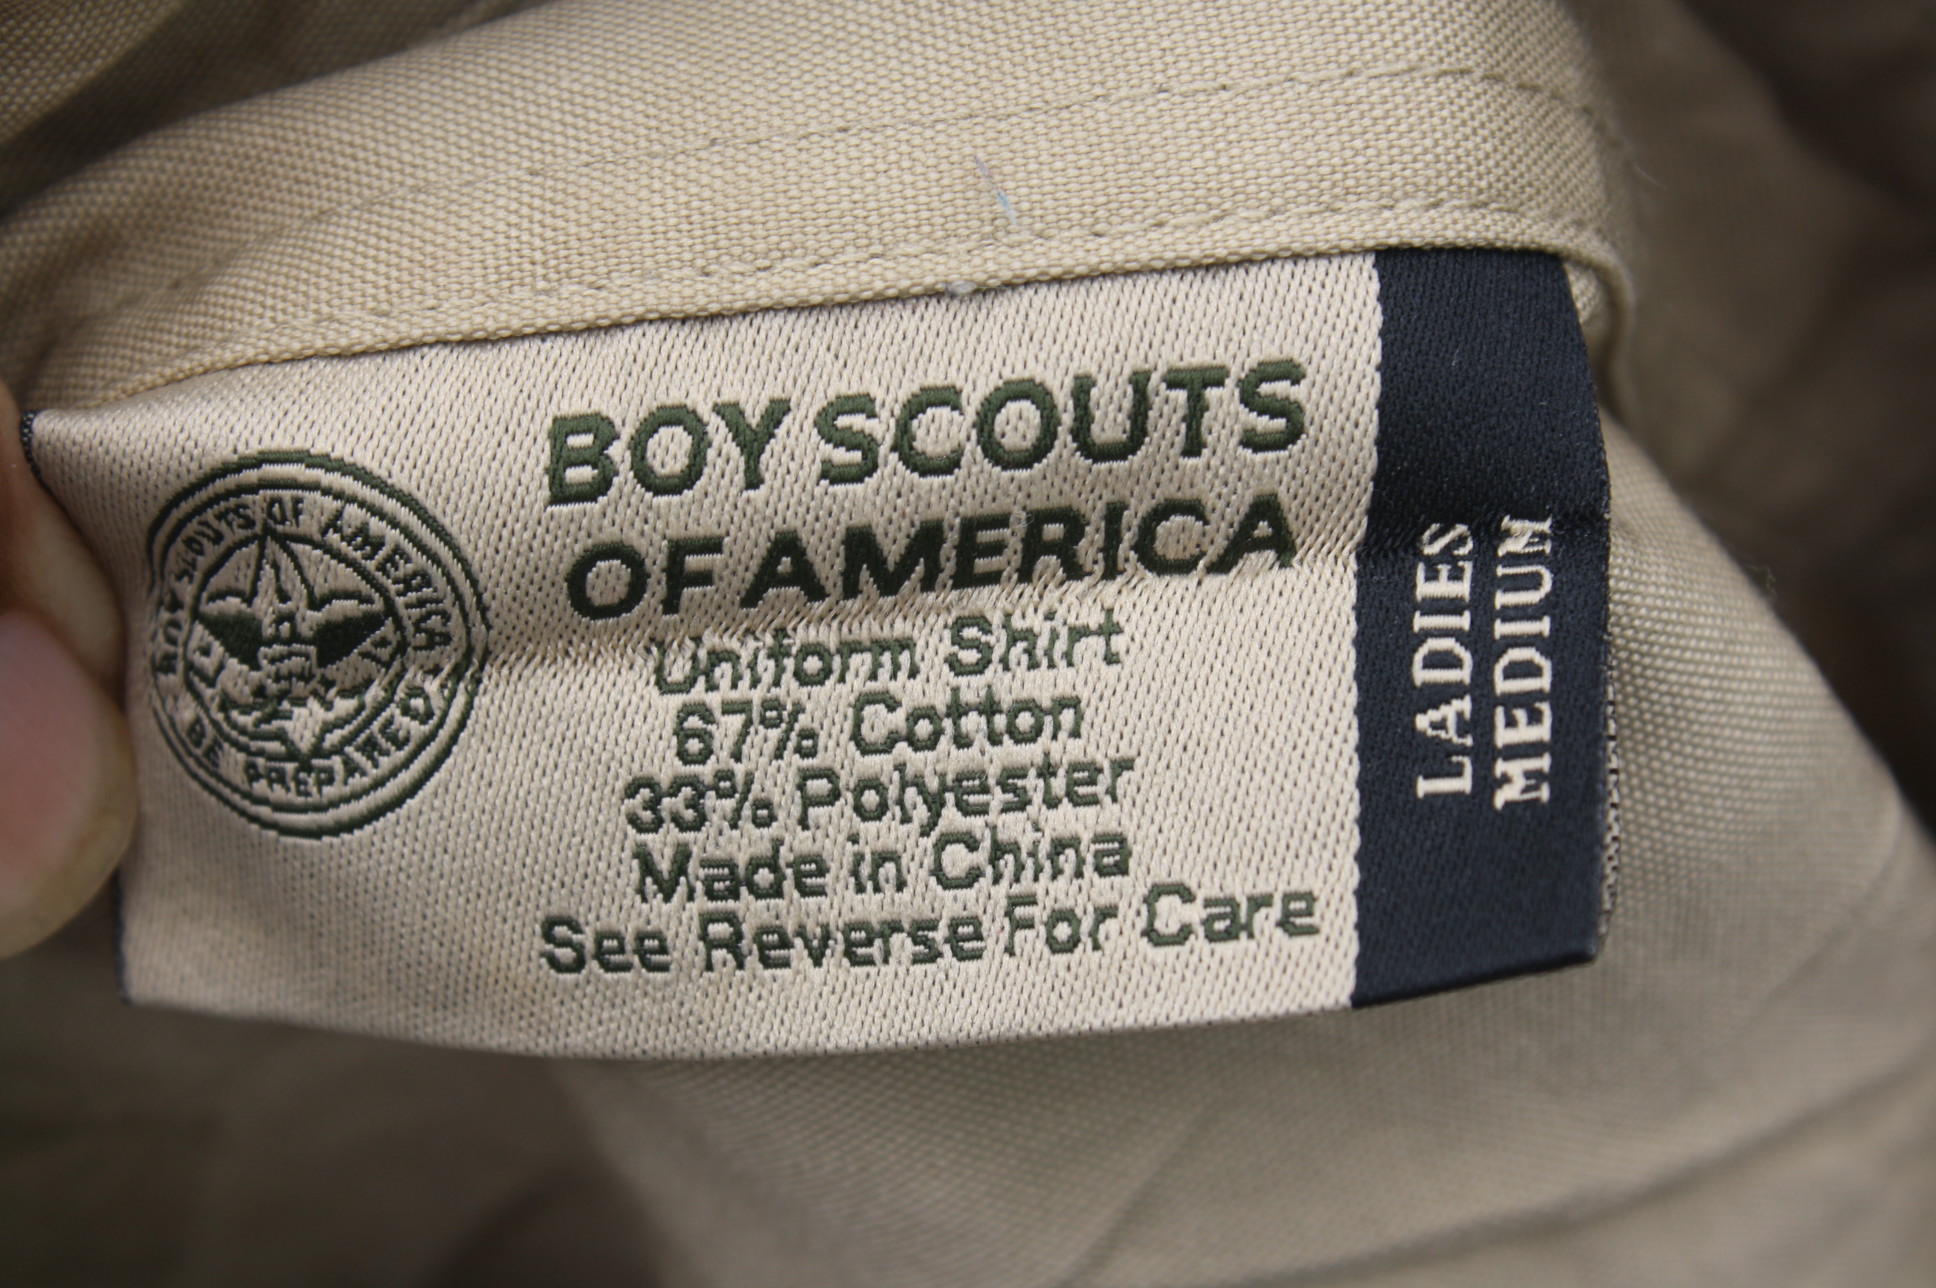 BOY SCOUTS OF AMERICA
BE PREPARED
BOY SCOUTS
OF AMERICA
Uniform Shirt
67% Cotton
33% Polyester
Made in China
See Reverse For Care
LADIES
MEDIUM